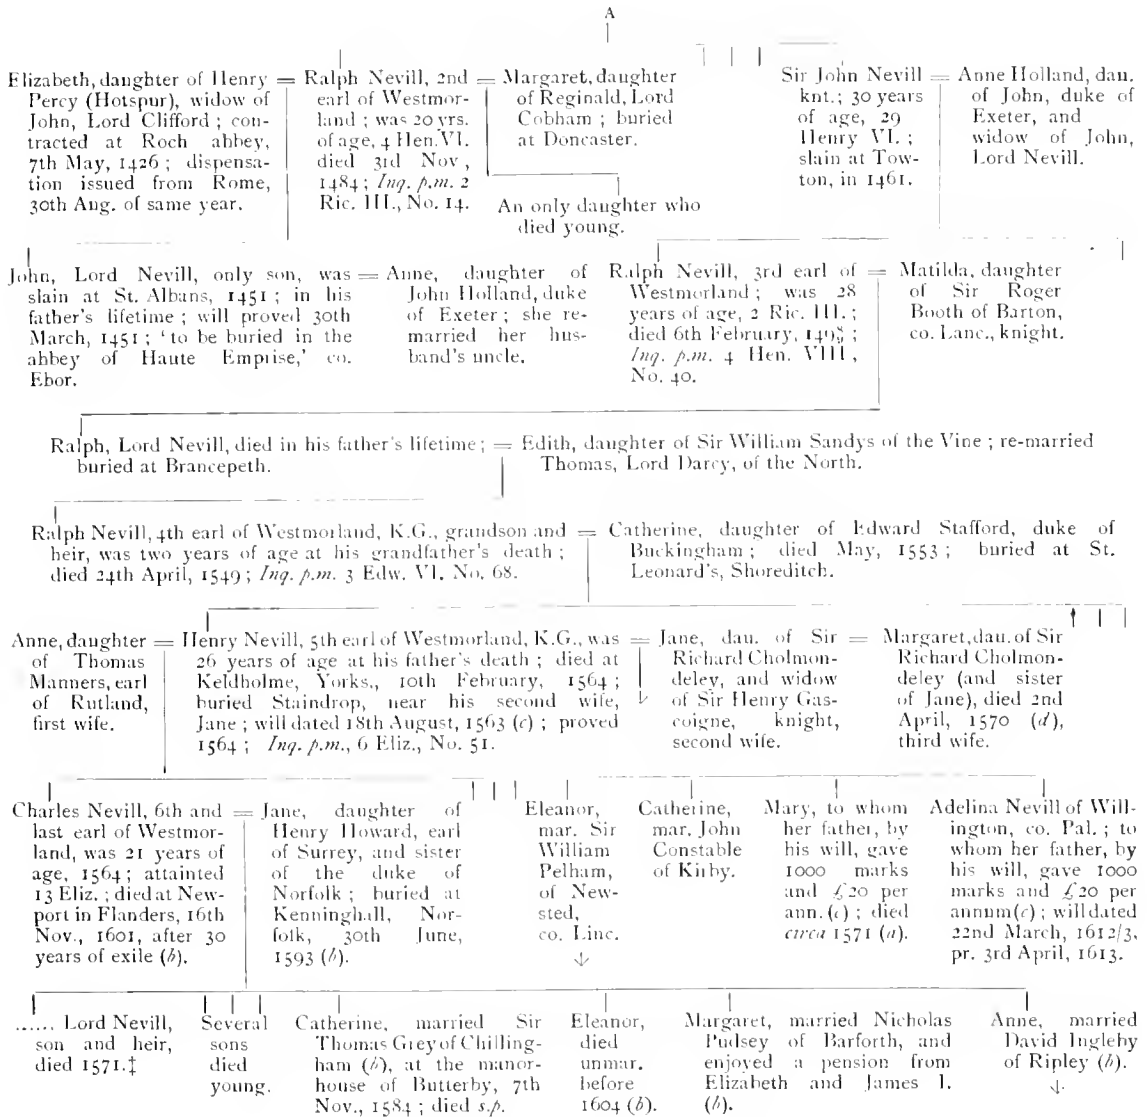 A
Elizabeth, daughter of Henry
Percy (Hotspur), widow of
John, Lord Clifford ; con-
tracted at Roch abbey,
7th May, 1426 ; dispensa-
tion issued from Rome,
30th Aug. of same year.
= Ralph Nevill, 2nd
earl of Westmor-
land ; was 20 yrs.
of age, 4 Hen. VI.
died 3rd Nov,
1484 ; Inq. p.m. 2
Ric. III., No. 14.
= Margaret, daughter
of Reginald, Lord
Cobham ; buried
at Doncaster.
An only daughter who
died young.
Sir John Nevill
knt. ; 30 years
of age, 29
Henry VI. ;
slain at Tow-
ton, in 1461.
= Anne Holland, dau.
of John, duke of
Exeter, and
widow of John,
Lord Nevill.
John, Lord Nevill, only son, was
slain at St. Albans, 1451 ; in his
father's lifetime ; will proved 30th
March, 1451 ; 'to be buried in the
abbey of Haute Emprise,' co.
Ebor.
= Anne, daughter of
John Holland, duke
of Exeter ; she re-
married her hus-
band's uncle.
Ralph Nevill, 3rd earl of
Westmorland ; was 28
years of age, 2 Ric. III. ;
died 6th February, ;
Inq. p.m. 4 Hen. VIII,
No. 40.
= Matilda, daughter
of Sir Roger
Booth of Barton,
co. Lanc., knight.
Ralph, Lord Nevill, died in his father's lifetime ;
buried at Brancepeth.
= Edith, daughter of Sir William Sandys of the Vine ; re-married
Thomas, Lord Darcy, of the North.
Ralph Nevill, 4th earl of Westmorland, K.G., grandson and
heir, was two years of age at his grandfather's death ;
died 24th April, 1549 ; Inq. p.m. 3 Edw. VI. No. 68.
= Catherine, daughter of Edward Stafford, duke of
Buckingham ; died May, 1553 ; buried at St.
Leonard's, Shoreditch.
Anne, daughter
of Thomas
Manners, earl
of Rutland,
first wife.
= Henry Nevill, 5th earl of Westmorland, K.G., was
26 years of age at his father's death ; died at
Keldholme, Yorks., 10th February, 1564 ;
buried Staindrop, near his second wife,
Jane ; will dated 18th August, 1563 (c) ; proved
1564 ; Inq. p.m., 6 Eliz., No. 51.
= Jane, dau. of Sir
Richard Cholmon-
deley, and widow
of Sir Henry Gas-
coigne, knight,
second wife.
= Margaret, dau. of Sir
Richard Cholmon-
deley (and sister
of Jane), died 2nd
April, 1570 (d),
third wife.
Charles Nevill, 6th and
last earl of Westmor-
land, was 21 years of
age, 1564 ; attainted
13 Eliz. ; died at New-
port in Flanders, 16th
Nov., 1601, after 30
years of exile (b).
= Jane, daughter of
Henry Howard, earl
of Surrey, and sister
of the duke of
Norfolk ; buried at
Kenninghall, Nor-
folk, 30th June,
1593 (b).
Eleanor,
mar. Sir
William
Pelham,
of New-
sted,
co. Linc.
Catherine,
mar. John
Constable
of Kirby.
Mary, to whom
her father, by
his will, gave
1000 marks
and £20 per
ann. (c) ; died
circa 1571 (a).
Adelina Nevill of Will-
ington, co. Pal. ; to
whom her father, by
his will, gave 1000
marks and £20 per
annum (c) ; will dated
22nd March, 1612/3,
pr. 3rd April, 1613.
...... Lord Nevill,
son and heir,
died 1571.‡
Several
sons
died
young.
Catherine, married Sir
Thomas Grey of Chilling-
ham (b), at the manor-
house of Butterby, 7th
Nov., 1584 ; died s.p.
Eleanor,
died
unmar.
before
1604 (b).
Margaret, married Nicholas
Pudsey of Barforth, and
enjoyed a pension from
Elizabeth and James I.
(b).
Anne, married
David Ingleby
of Ripley (b).